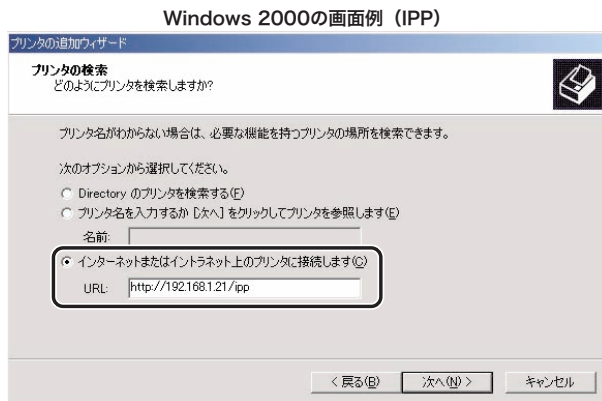 Windows 2000の画面例（IPP）
プリンタの追加ウィザード
プリンタの検索
どのようにプリンタを検索しますか?
プリンタ名がわからない場合は、必要な機能を持つプリンタの場所を検索できます。
次のオプションから選択してください。
Directory のプリンタを検索する(F)
プリンタ名を入力するか [次へ] をクリックしてプリンタを参照します(E)
名前:
インターネットまたはイントラネット上のプリンタに接続します(C)
URL: http://192.168.1.21/ipp
< 戻る(B) 次へ(N) > キャンセル